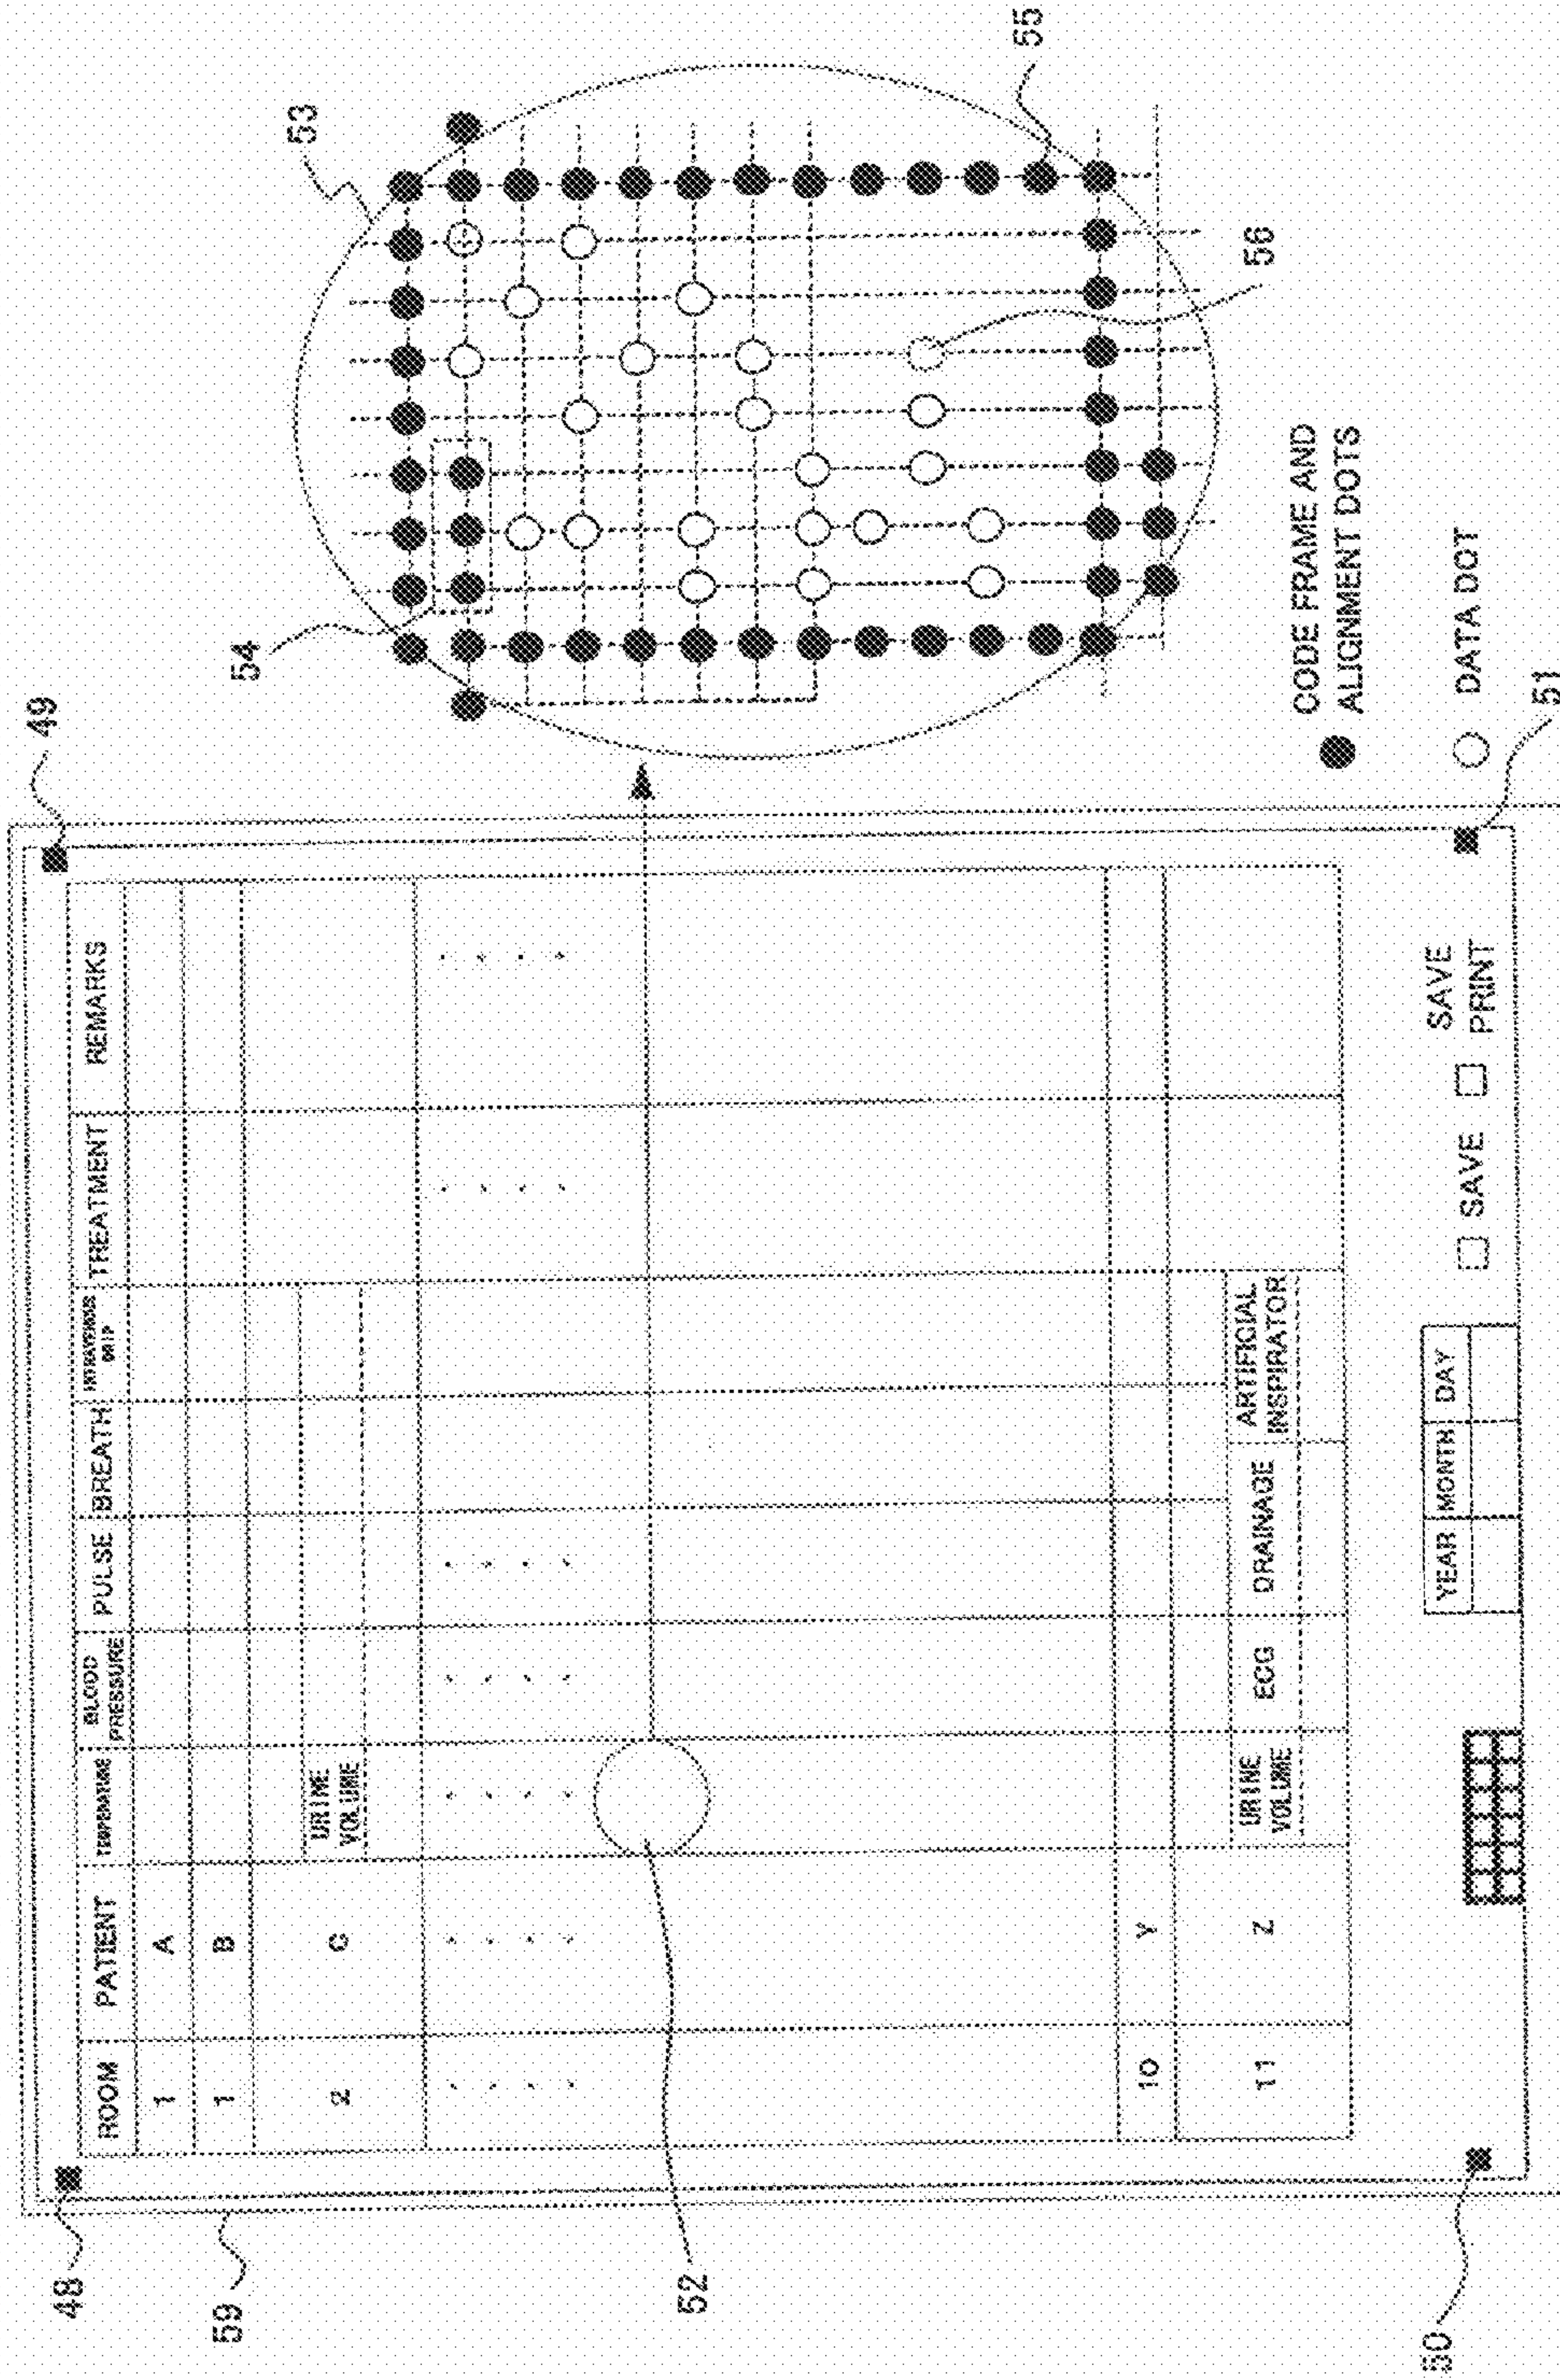 48
49
59
ROOM PATIENT TEMPERATURE BLOOD PRESSURE PULSE BREATH INTRAVENOUS DRIP TREATMENT REMARKS
1 A
1 B
2 C
URINE
VOLUME
52
10 Y
11 Z
URINE
VOLUME
ECG DRAINAGE ARTIFICIAL
INSPIRATOR
YEAR MONTH DAY
SAVE
SAVE
PRINT
50
51
53
54
55
56
CODE FRAME AND
ALIGNMENT DOTS
DATA DOT